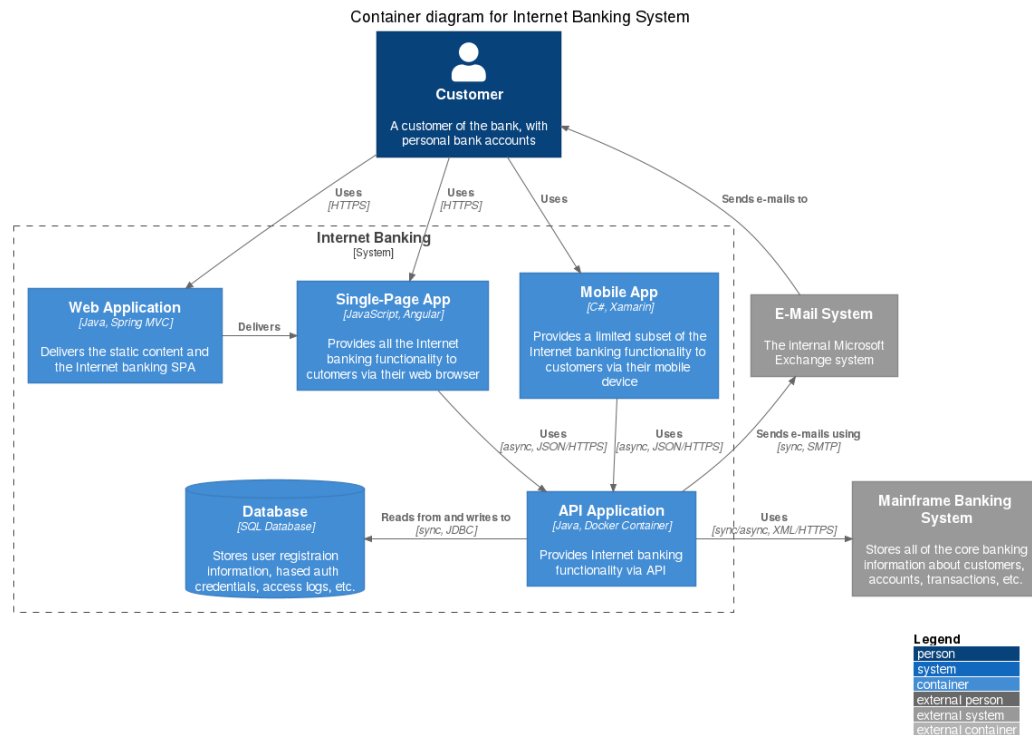 Container diagram for Internet Banking System
Customer
A customer of the bank, with
personal bank accounts
Uses
[HTTPS]
Uses
[HTTPS]
Uses
Sends e-mails to
Internet Banking
[System]
Web Application
[Java, Spring MVC]
Delivers the static content and
the Internet banking SPA
Delivers
Single-Page App
[JavaScript, Angular]
Provides all the Internet
banking functionality to
cutomers via their web browser
Mobile App
[C#, Xamarin]
Provides a limited subset of the
Internet banking functionality to
customers via their mobile
device
E-Mail System
The internal Microsoft
Exchange system
Uses
[async, JSON/HTTPS]
Uses
[async, JSON/HTTPS]
Sends e-mails using
[sync, SMTP]
Database
[SQL Database]
Stores user registraion
information, hased auth
credentials, access logs, etc.
Reads from and writes to
[sync, JDBC]
API Application
[Java, Docker Container]
Provides Internet banking
functionality via API
Uses
[sync/async, XML/HTTPS]
Mainframe Banking
System
Stores all of the core banking
information about customers,
accounts, transactions, etc.
Legend
person
system
container
external person
external system
external container